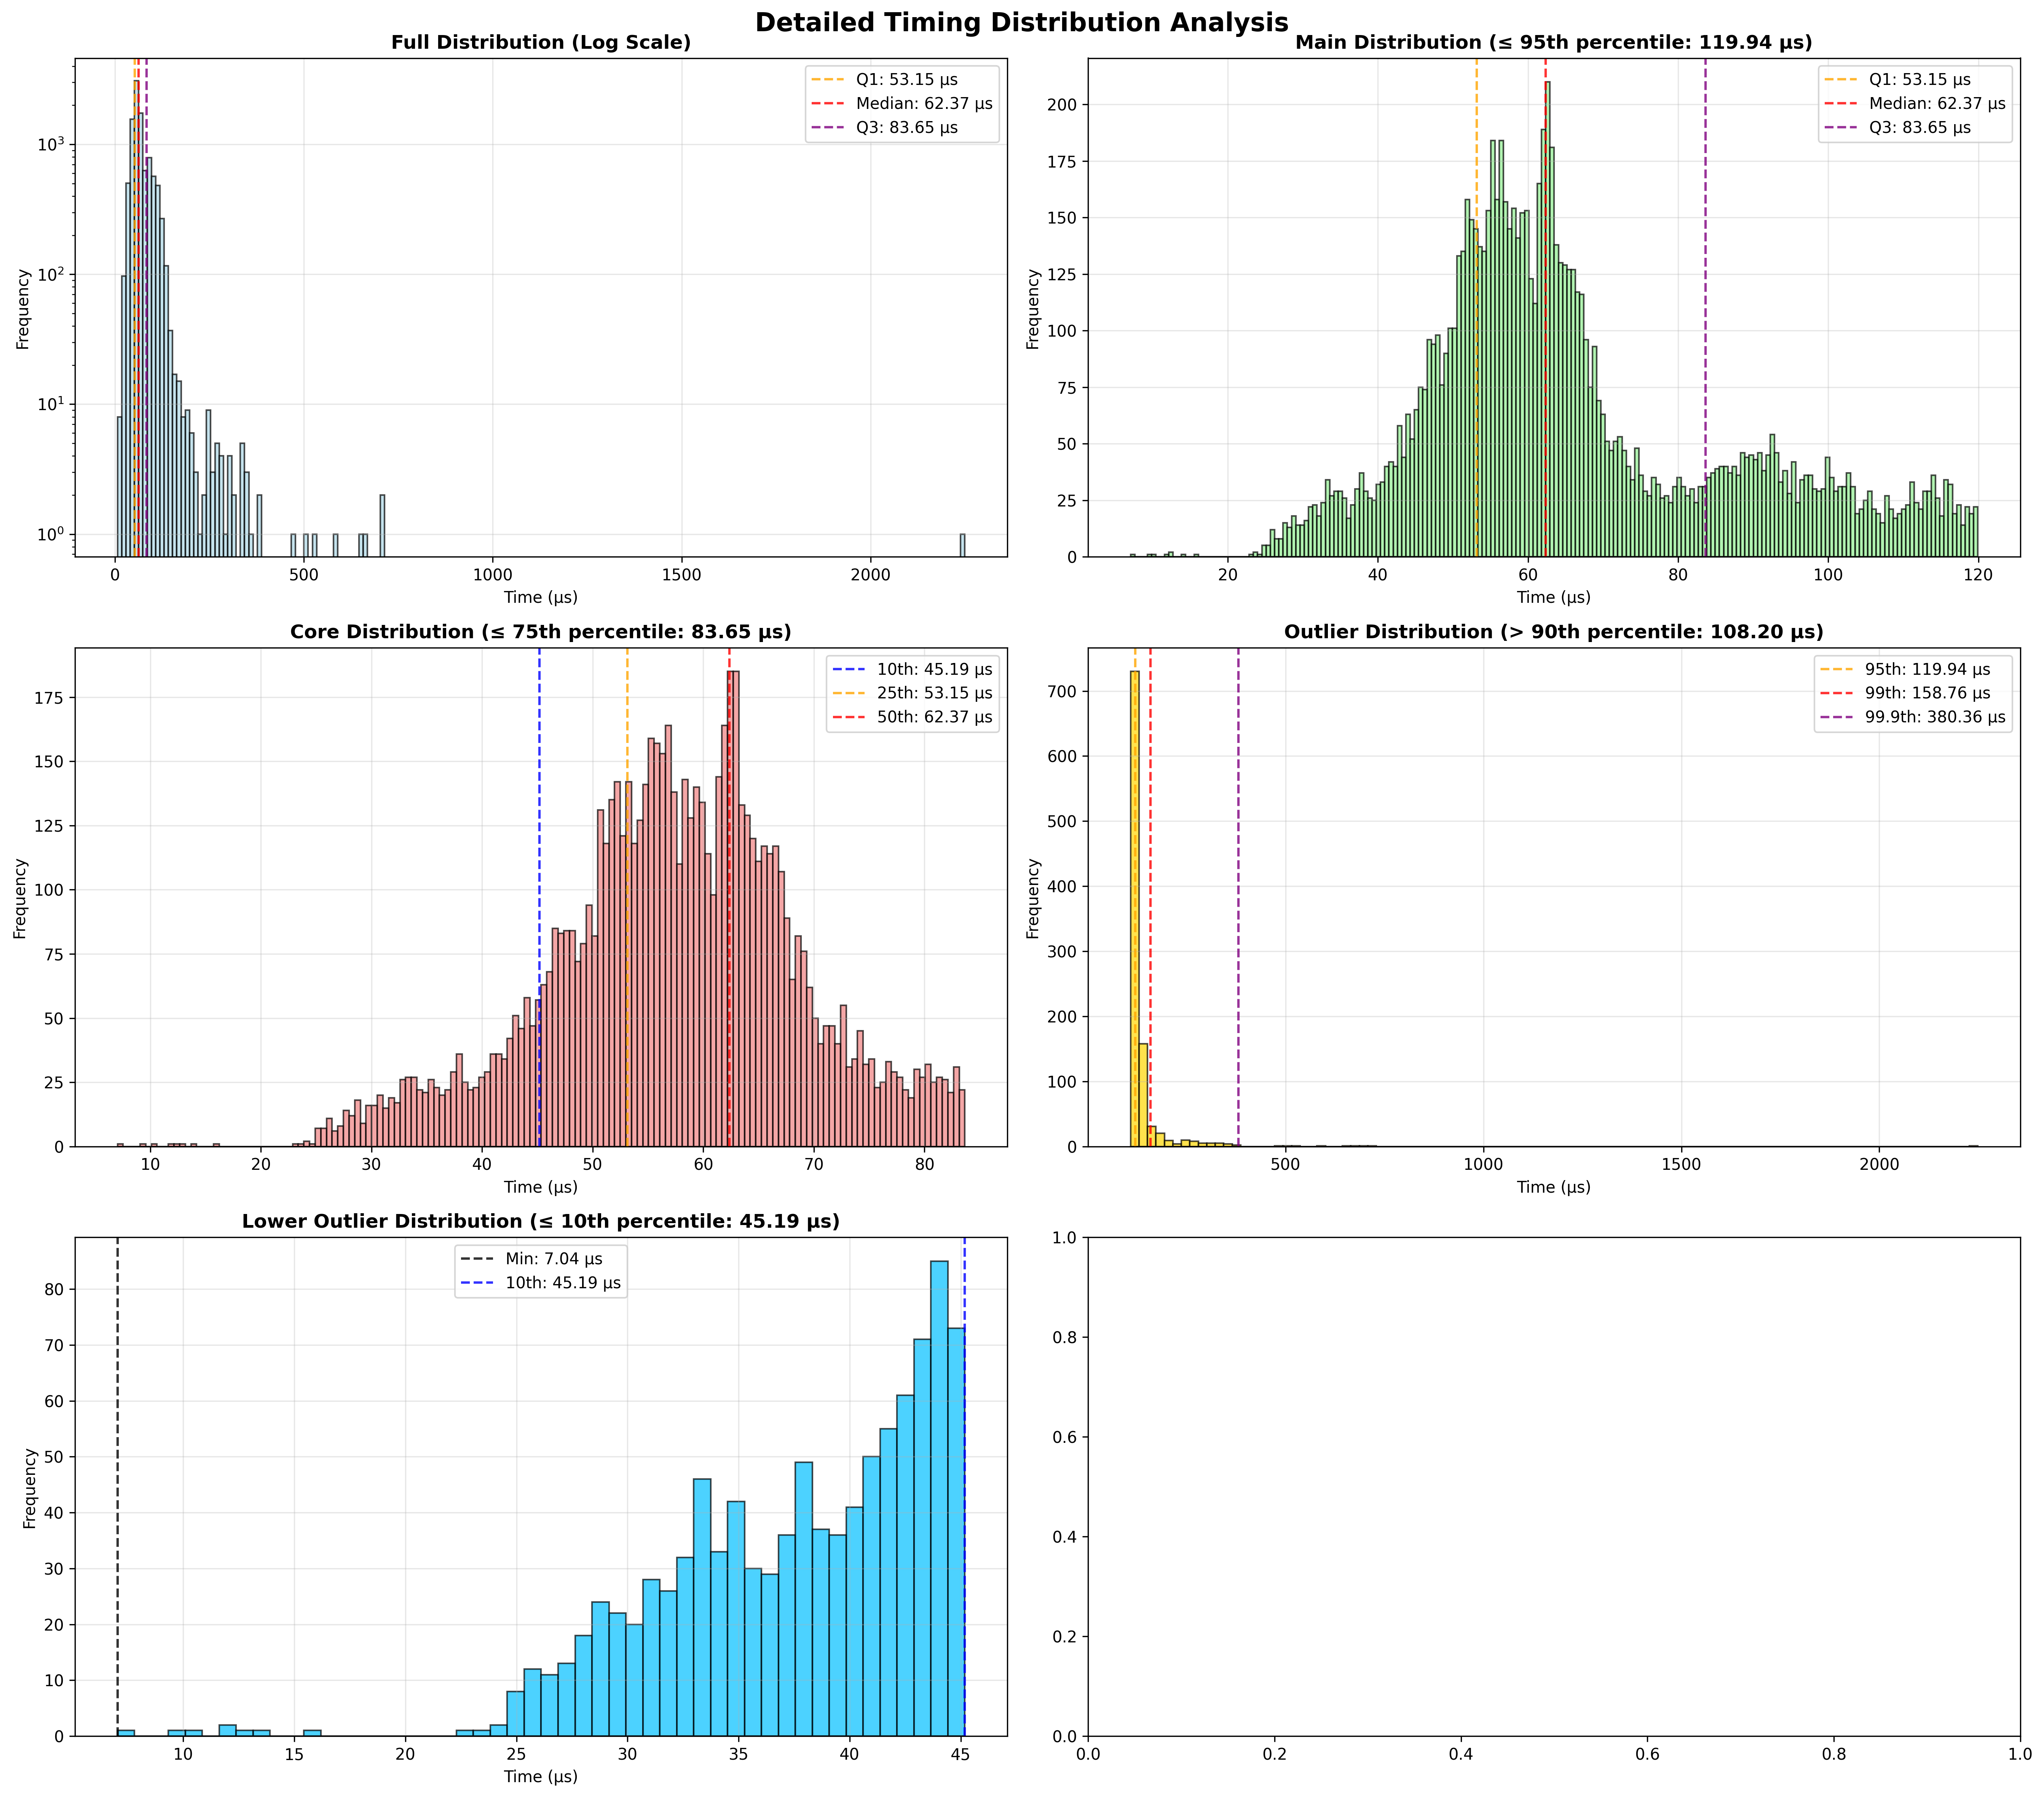 Detailed Timing Distribution Analysis
Full Distribution (Log Scale)
Q1: 53.15 µs
Median: 62.37 µs
Q3: 83.65 µs
Frequency
10³
10²
10¹
10⁰
0 500 1000 1500 2000
Time (µs)
Main Distribution (≤ 95th percentile: 119.94 µs)
Q1: 53.15 µs
Median: 62.37 µs
Q3: 83.65 µs
Frequency
200
175
150
125
100
75
50
25
0
20 40 60 80 100 120
Time (µs)
Core Distribution (≤ 75th percentile: 83.65 µs)
10th: 45.19 µs
25th: 53.15 µs
50th: 62.37 µs
Frequency
175
150
125
100
75
50
25
0
10 20 30 40 50 60 70 80
Time (µs)
Outlier Distribution (> 90th percentile: 108.20 µs)
95th: 119.94 µs
99th: 158.76 µs
99.9th: 380.36 µs
Frequency
700
600
500
400
300
200
100
0
500 1000 1500 2000
Time (µs)
Lower Outlier Distribution (≤ 10th percentile: 45.19 µs)
Min: 7.04 µs
10th: 45.19 µs
Frequency
80
70
60
50
40
30
20
10
0
10 15 20 25 30 35 40 45
Time (µs)
1.0
0.8
0.6
0.4
0.2
0.0
0.0 0.2 0.4 0.6 0.8 1.0